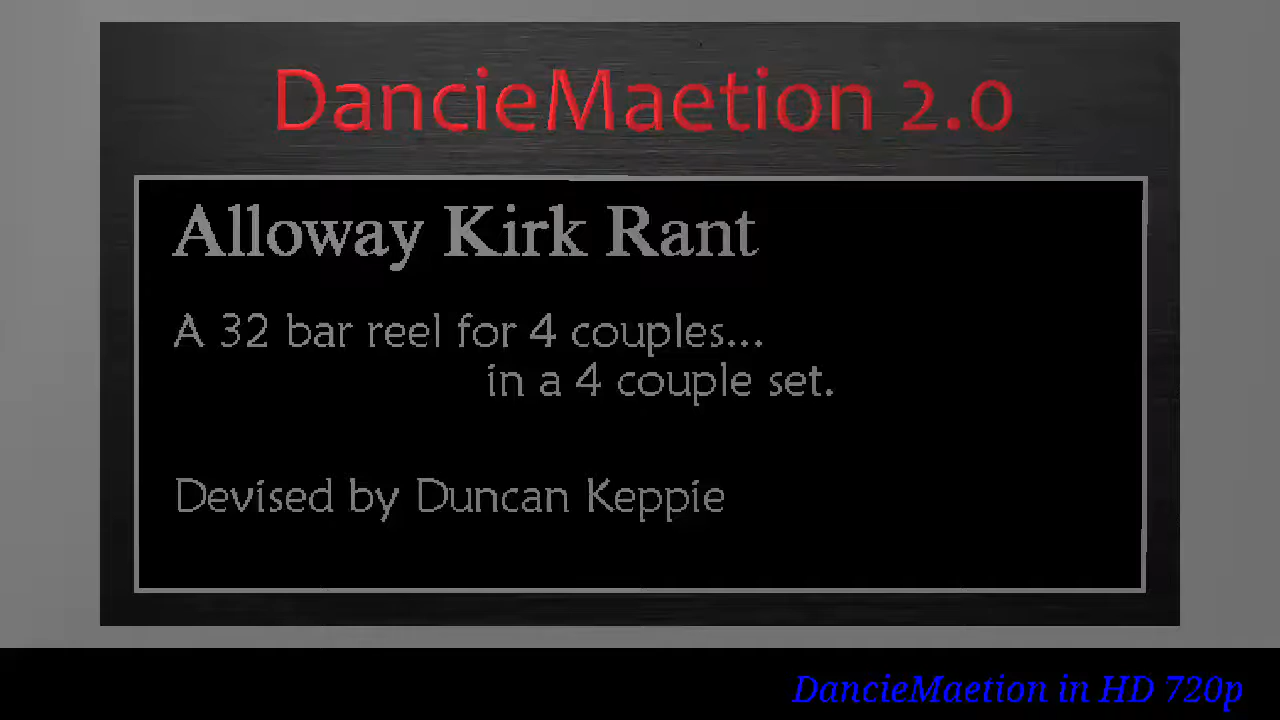 DancieMaetion 2.0
Alloway Kirk Rant
A 32 bar reel for 4 couples...
in a 4 couple set.
Devised by Duncan Keppie
DancieMaetion in HD 720p